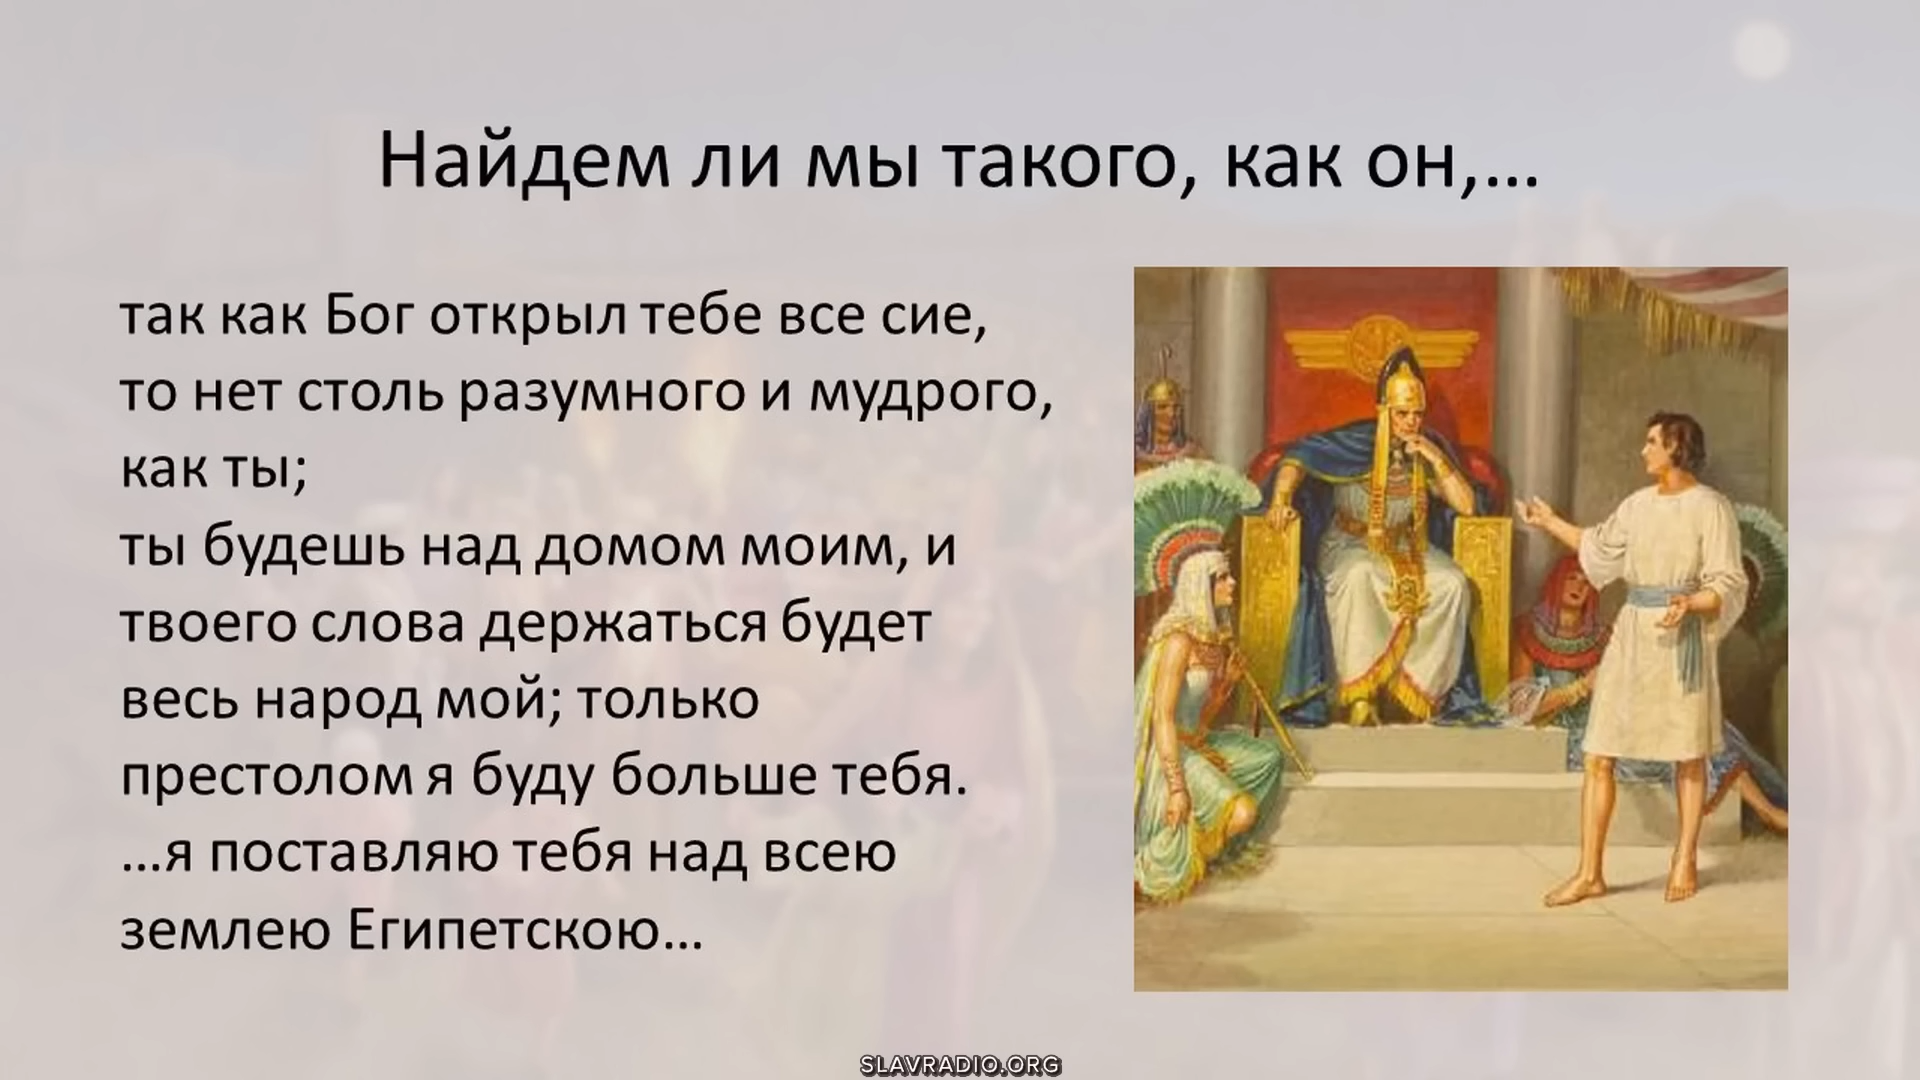 Найдем ли мы такого, как он,...
так как Бог открыл тебе все сие,
то нет столь разумного и мудрого,
как ты;
ты будешь над домом моим, и
твоего слова держаться будет
весь народ мой; только
престолом я буду больше тебя.
...я поставляю тебя над всею
землею Египетскою...
SLAVRADIO.ORG